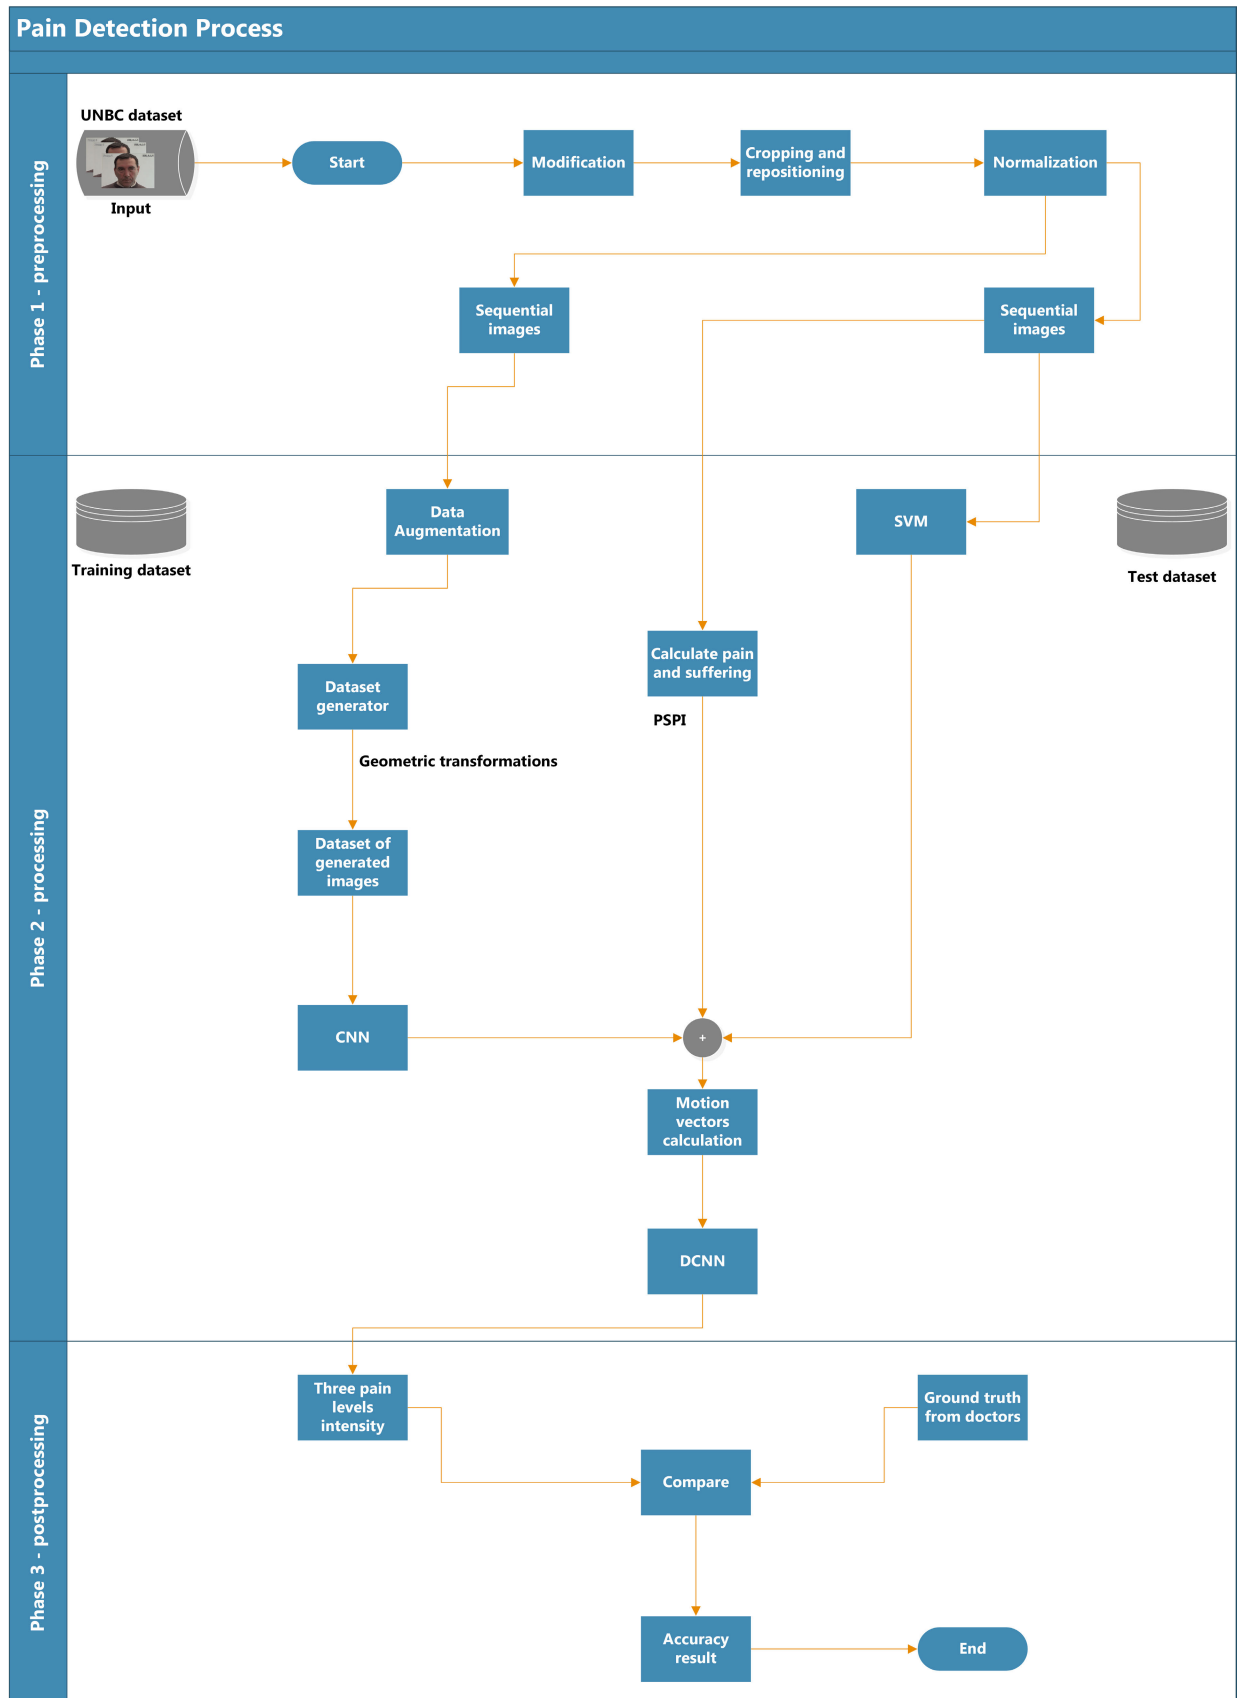 Pain Detection Process
Phase 1 - preprocessing
UNBC dataset
Input
Start
Modification
Cropping and
repositioning
Normalization
Sequential
images
Sequential
images
Phase 2 - processing
Training dataset
Data
Augmentation
SVM
Test dataset
Calculate pain
and suffering
PSPI
Dataset
generator
Geometric transformations
Dataset of
generated
images
CNN
+
Motion
vectors
calculation
DCNN
Phase 3 - postprocessing
Three pain
levels
intensity
Ground truth
from doctors
Compare
Accuracy
result
End